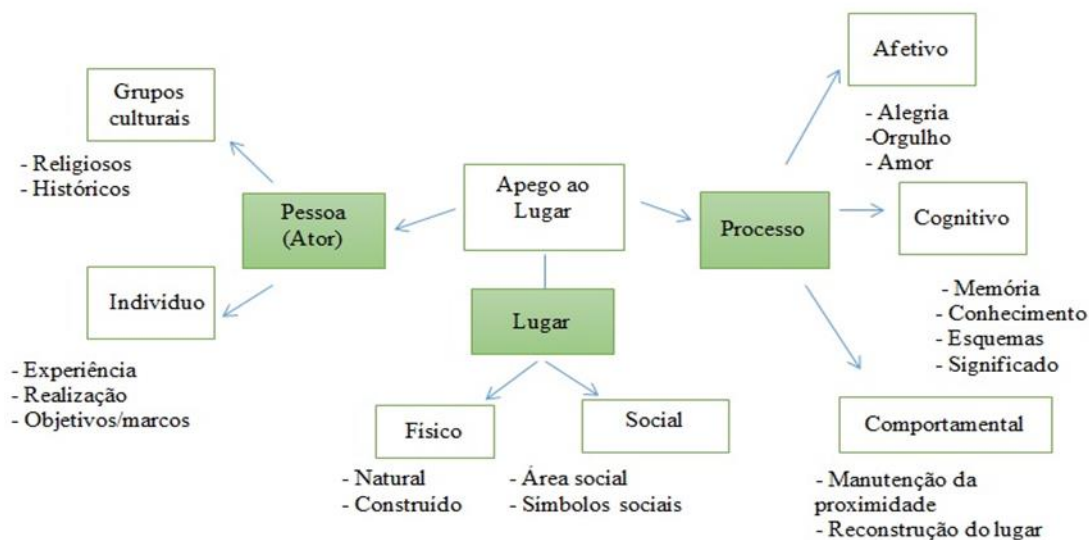 Afetivo
- Alegria
-Orgulho
- Amor
Grupos
culturais
- Religiosos
- Históricos
Apego ao
Lugar
Pessoa
(Ator)
Processo
Cognitivo
- Memória
- Conhecimento
- Esquemas
- Significado
Individuo
- Experiência
- Realização
- Objetivos/marcos
Lugar
Físico
- Natural
- Construído
Social
- Área social
- Simbolos sociais
Comportamental
- Manutenção da
proximidade
- Reconstrução do lugar